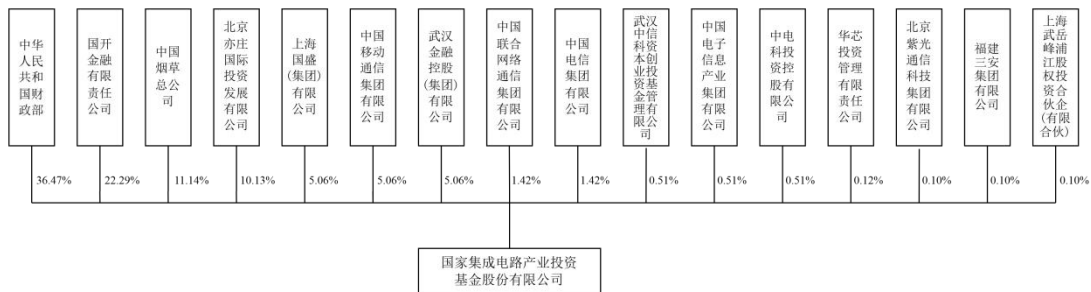 中华
人民
共和
国财
政部
国开
金融
有限
责任
公司
中国
烟草
总公
司
北京
亦庄
国际
投资
发展
有限
公司
上海
国盛
(集团)
有限
公司
中国
移动
通信
集团
有限
公司
武汉
金融
控股
(集团)
有限
公司
中国
联合
网络
通信
集团
有限
公司
中国
电信
集团
有限
公司
武汉
中信
科资
本创
业投
资基
金管
理有
限公
司
中国
电子
信息
产业
集团
有限
公司
中电
科投
资控
股有
限公
司
华芯
投资
管理
有限
责任
公司
北京
紫光
通信
科技
集团
有限
公司
福建
三安
集团
有限
公司
上海
武岳
峰浦
江股
权投
资合
伙企
(有限
合伙)
36.47%
22.29%
11.14%
10.13%
5.06%
5.06%
5.06%
1.42%
1.42%
0.51%
0.51%
0.51%
0.12%
0.10%
0.10%
0.10%
国家集成电路产业投资
基金股份有限公司